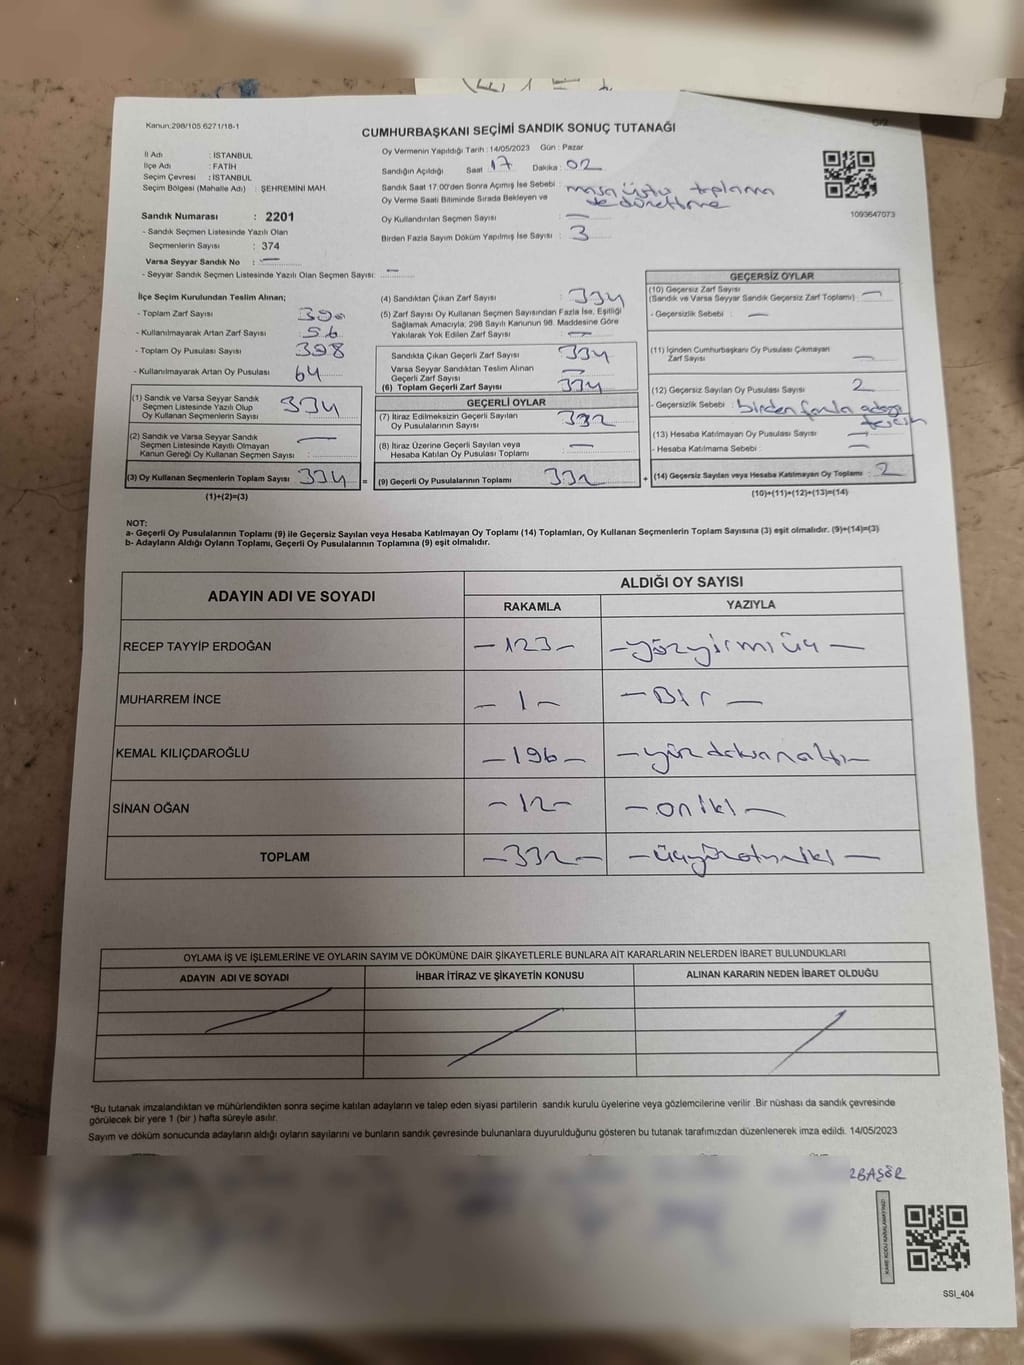 Kanun:298/105 6271/18-1
CUMHURBAŞKANI SEÇİMİ SANDIK SONUÇ TUTANAĞI
İl Adı : İSTANBUL
İlçe Adı : FATİH
Seçim Çevresi : İSTANBUL
Seçim Bölgesi (Mahalle Adı) : ŞEHREMİNİ MAH.
Sandık Numarası : 2201
- Sandık Seçmen Listesinde Yazılı Olan
Seçmenlerin Sayısı : 374
Varsa Seyyar Sandık No : —
- Seyyar Sandık Seçmen Listesinde Yazılı Olan Seçmen Sayısı: —
Oy Vermenin Yapıldığı Tarih : 14/05/2023 Gün : Pazar
Sandığın Açıldığı Saat 17 Dakika : 02
Sandık Saat 17.00'den Sonra Açımış İse Sebebi : masa üstü toplama
Oy Verme Saati Bitiminde Sırada Bekleyen ve ve düzeltme
Oy Kullandırılan Seçmen Sayısı : —
Birden Fazla Sayım Döküm Yapılmış İse Sayısı : 3
1093647073
İlçe Seçim Kurulundan Teslim Alınan;
- Toplam Zarf Sayısı : 390
- Kullanılmayarak Artan Zarf Sayısı : 56
- Toplam Oy Pusulası Sayısı : 398
- Kullanılmayarak Artan Oy Pusulası : 64
(1) Sandık ve Varsa Seyyar Sandık
Seçmen Listesinde Yazılı Olup
Oy Kullanan Seçmenlerin Sayısı : 334
(2) Sandık ve Varsa Seyyar Sandık
Seçmen Listesinde Kayıtlı Olmayan
Kanun Gereği Oy Kullanan Seçmen Sayısı : —
(3) Oy Kullanan Seçmenlerin Toplam Sayısı : 334 =
(1)+(2)=(3)
(4) Sandıktan Çıkan Zarf Sayısı : 334
(5) Zarf Sayısı Oy Kullanan Seçmen Sayısından Fazla İse, Eşitliği
Sağlamak Amacıyla; 298 Sayılı Kanunun 98. Maddesine Göre
Yakılarak Yok Edilen Zarf Sayısı : —
Sandıkta Çıkan Geçerli Zarf Sayısı : 334
Varsa Seyyar Sandıktan Teslim Alınan
Geçerli Zarf Sayısı : —
(6) Toplam Geçerli Zarf Sayısı : 334
GEÇERLİ OYLAR
(7) İtiraz Edilmeksizin Geçerli Sayılan
Oy Pusulalarının Sayısı : 332
(8) İtiraz Üzerine Geçerli Sayılan veya
Hesaba Katılan Oy Pusulası Toplamı : —
(9) Geçerli Oy Pusulalarının Toplamı : 332 +
GEÇERSİZ OYLAR
(10) Geçersiz Zarf Sayısı
(Sandık ve Varsa Seyyar Sandık Geçersiz Zarf Toplamı) : —
- Geçersizlik Sebebi : —
(11) İçinden Cumhurbaşkanı Oy Pusulası Çıkmayan
Zarf Sayısı : —
(12) Geçersiz Sayılan Oy Pusulası Sayısı : 2
- Geçersizlik Sebebi : birden fazla adaya
tercih
(13) Hesaba Katılmayan Oy Pusulası Sayısı : —
- Hesaba Katılmama Sebebi : —
(14) Geçersiz Sayılan veya Hesaba Katılmayan Oy Toplamı : 2
(10)+(11)+(12)+(13)=(14)
NOT:
a- Geçerli Oy Pusulalarının Toplamı (9) ile Geçersiz Sayılan veya Hesaba Katılmayan Oy Toplamı (14) Toplamları, Oy Kullanan Seçmenlerin Toplam Sayısına (3) eşit olmalıdır. (9)+(14)=(3)
b- Adayların Aldığı Oyların Toplamı, Geçerli Oy Pusulalarının Toplamına (9) eşit olmalıdır.
ADAYIN ADI VE SOYADI ALDIĞI OY SAYISI
RAKAMLA YAZIYLA
RECEP TAYYİP ERDOĞAN — 123 — — yüzyirmi üç —
MUHARREM İNCE — 1 — — Bir —
KEMAL KILIÇDAROĞLU — 196 — — yüz doksan altı —
SİNAN OĞAN — 12 — — on iki —
TOPLAM — 332 — — üçyüzotuziki —
OYLAMA İŞ VE İŞLEMLERİNE VE OYLARIN SAYIM VE DÖKÜMÜNE DAİR ŞİKAYETLERLE BUNLARA AİT KARARLARIN NELERDEN İBARET BULUNDUKLARI
ADAYIN ADI VE SOYADI İHBAR İTİRAZ VE ŞİKAYETİN KONUSU ALINAN KARARIN NEDEN İBARET OLDUĞU
*Bu tutanak imzalandıktan ve mühürlendikten sonra seçime katılan adayların ve talep eden siyasi partilerin sandık kurulu üyelerine veya gözlemcilerine verilir .Bir nüshası da sandık çevresinde
görülecek bir yere 1 (bir ) hafta süreyle asılır.
Sayım ve döküm sonucunda adayların aldığı oyların sayılarını ve bunların sandık çevresinde bulunanlara duyurulduğunu gösteren bu tutanak tarafımızdan düzenlenerek imza edildi. 14/05/2023
KARE KODU KARALAMAYINIZ!
SSI_404